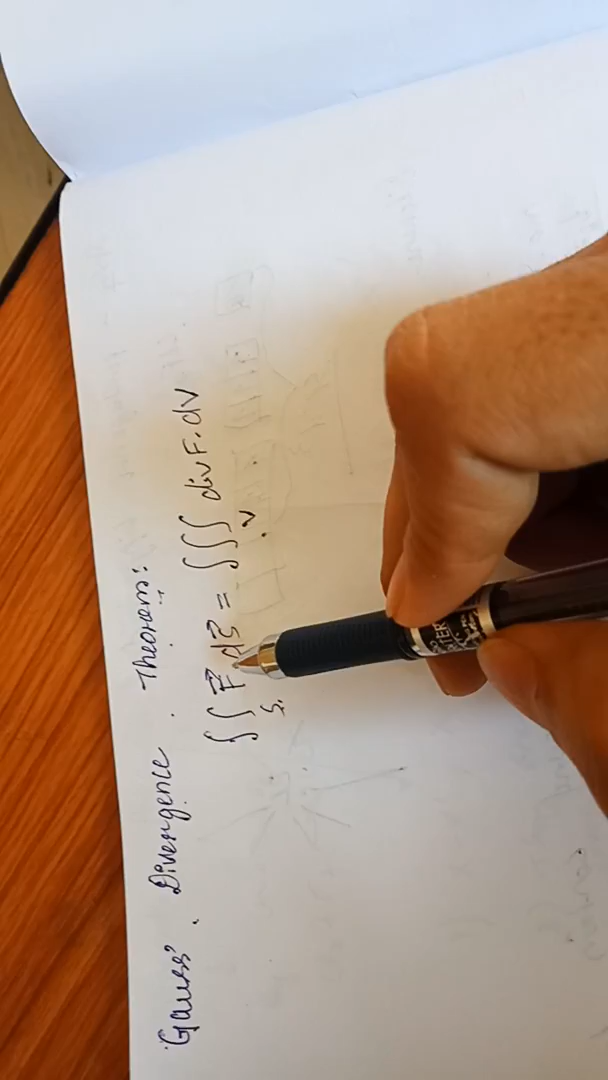 Gauss' Divergence Theorem:
∫∫ F⃗ dS⃗ = ∫∫∫ div F. dV
S V